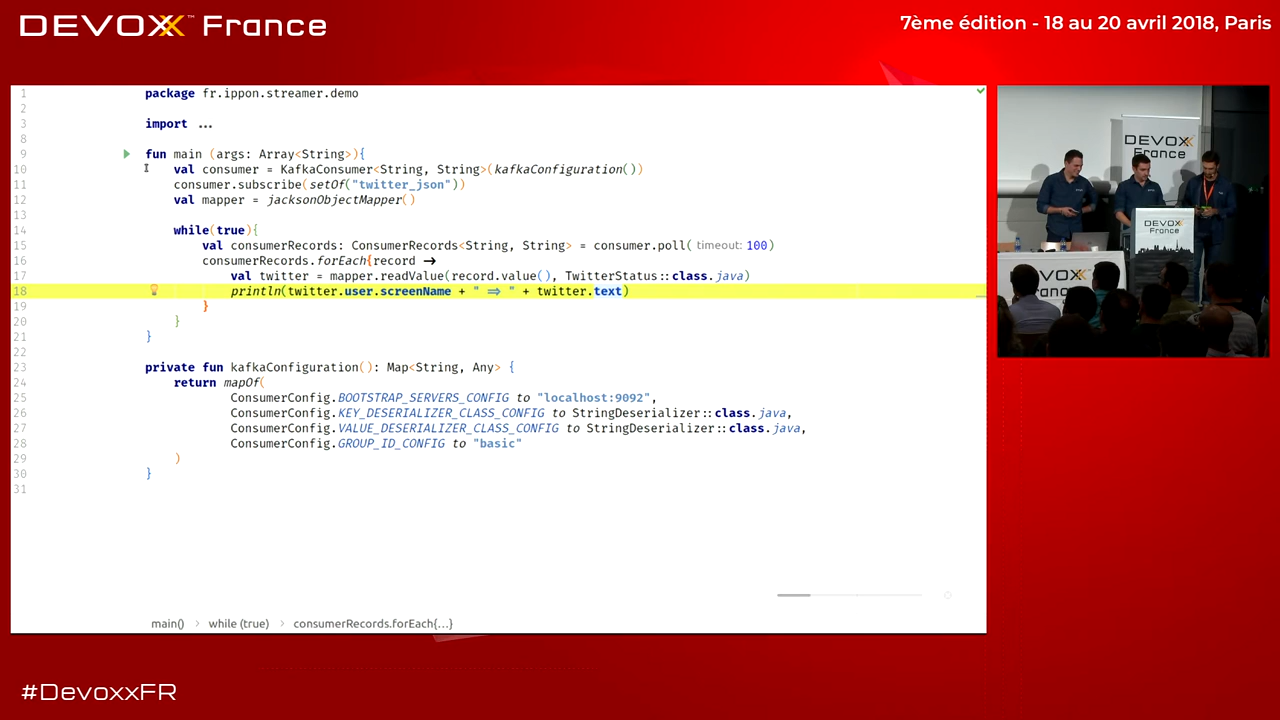 DEVOXX™ France
7ème édition - 18 au 20 avril 2018, Paris
1 package fr.ippon.streamer.demo
2
3 import ...
8
9 fun main (args: Array<String>){
10 val consumer = KafkaConsumer<String, String>(kafkaConfiguration())
11 consumer.subscribe(setOf("twitter_json"))
12 val mapper = jacksonObjectMapper()
13
14 while(true){
15 val consumerRecords: ConsumerRecords<String, String> = consumer.poll( timeout: 100)
16 consumerRecords.forEach{record →
17 val twitter = mapper.readValue(record.value(), TwitterStatus::class.java)
18 println(twitter.user.screenName + " ⇒ " + twitter.text)
19 }
20 }
21 }
22
23 private fun kafkaConfiguration(): Map<String, Any> {
24 return mapOf(
25 ConsumerConfig.BOOTSTRAP_SERVERS_CONFIG to "localhost:9092",
26 ConsumerConfig.KEY_DESERIALIZER_CLASS_CONFIG to StringDeserializer::class.java,
27 ConsumerConfig.VALUE_DESERIALIZER_CLASS_CONFIG to StringDeserializer::class.java,
28 ConsumerConfig.GROUP_ID_CONFIG to "basic"
29 )
30 }
31
main() > while (true) > consumerRecords.forEach{...}
DEVOXX
France
DEVOXX
France
DEVOXX
France
#DevoxxFR